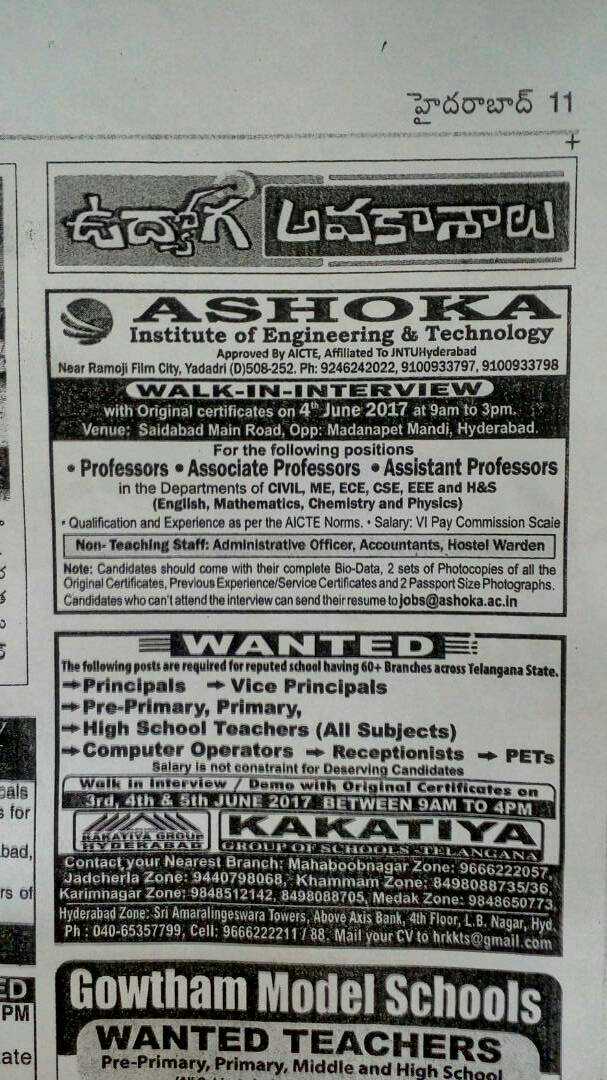 హైదరాబాద్ 11
ఉద్యోగ అవకాశాలు
ASHOKA
Institute of Engineering & Technology
Approved By AICTE, Affiliated To JNTUHyderabad
Near Ramoji Film City, Yadadri (D)508-252. Ph: 9246242022, 9100933797, 9100933798
WALK-IN-INTERVIEW
with Original certificates on 4th June 2017 at 9am to 3pm.
Venue: Saidabad Main Road, Opp: Madanapet Mandi, Hyderabad.
For the following positions
• Professors • Associate Professors • Assistant Professors
in the Departments of CIVIL, ME, ECE, CSE, EEE and H&S
(English, Mathematics, Chemistry and Physics)
• Qualification and Experience as per the AICTE Norms. • Salary: VI Pay Commission Scale
Non-Teaching Staff: Administrative Officer, Accountants, Hostel Warden
Note: Candidates should come with their complete Bio-Data, 2 sets of Photocopies of all the
Original Certificates, Previous Experience/Service Certificates and 2 Passport Size Photographs.
Candidates who can't attend the interview can send their resume to jobs@ashoka.ac.in
WANTED
The following posts are required for reputed school having 60+ Branches across Telangana State.
→Principals →Vice Principals
→Pre-Primary, Primary,
→High School Teachers (All Subjects)
→Computer Operators → Receptionists → PETs
Salary is not constraint for Deserving Candidates
Walk in Interview / Demo with Original Certificates on
3rd, 4th & 5th JUNE 2017 BETWEEN 9AM TO 4PM
KAKATIYA GROUP
HYDERABAD
KAKATIYA
GROUP OF SCHOOLS-TELANGANA
Contact your Nearest Branch: Mahaboobnagar Zone: 9666222057,
Jadcherla Zone: 9440798068, Khammam Zone: 8498088735/36,
Karimnagar Zone: 9848512142, 8498088705, Medak Zone: 9848650773,
Hyderabad Zone: Sri Amaralingeswara Towers, Above Axis Bank, 4th Floor, L.B. Nagar, Hyd.
Ph : 040-65357799, Cell: 9666222211 / 88. Mail your CV to hrkkts@gmail.com
Gowtham Model Schools
WANTED TEACHERS
Pre-Primary, Primary, Middle and High School
s for
bad,
rs of
ED
PM
ate